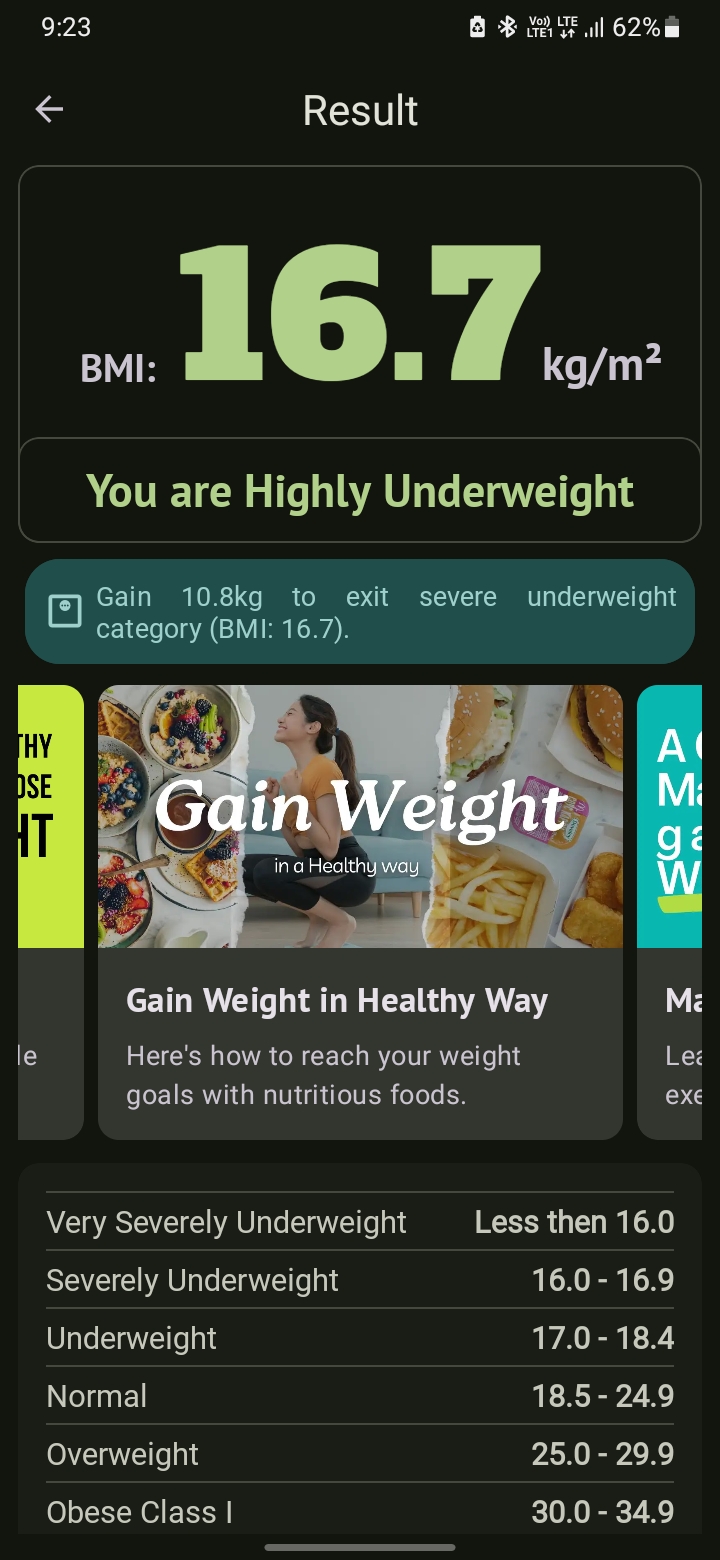 9:23
Vo)) LTE
LTE1
62%
Result
BMI: 16.7 kg/m²
You are Highly Underweight
Gain 10.8kg to exit severe underweight
category (BMI: 16.7).
THY
OSE
HT
Gain Weight
in a Healthy way
A
Ma
g a
W
Gain Weight in Healthy Way
Here's how to reach your weight
goals with nutritious foods.
le
Ma
Lea
exe
Very Severely Underweight Less then 16.0
Severely Underweight 16.0 - 16.9
Underweight 17.0 - 18.4
Normal 18.5 - 24.9
Overweight 25.0 - 29.9
Obese Class I 30.0 - 34.9